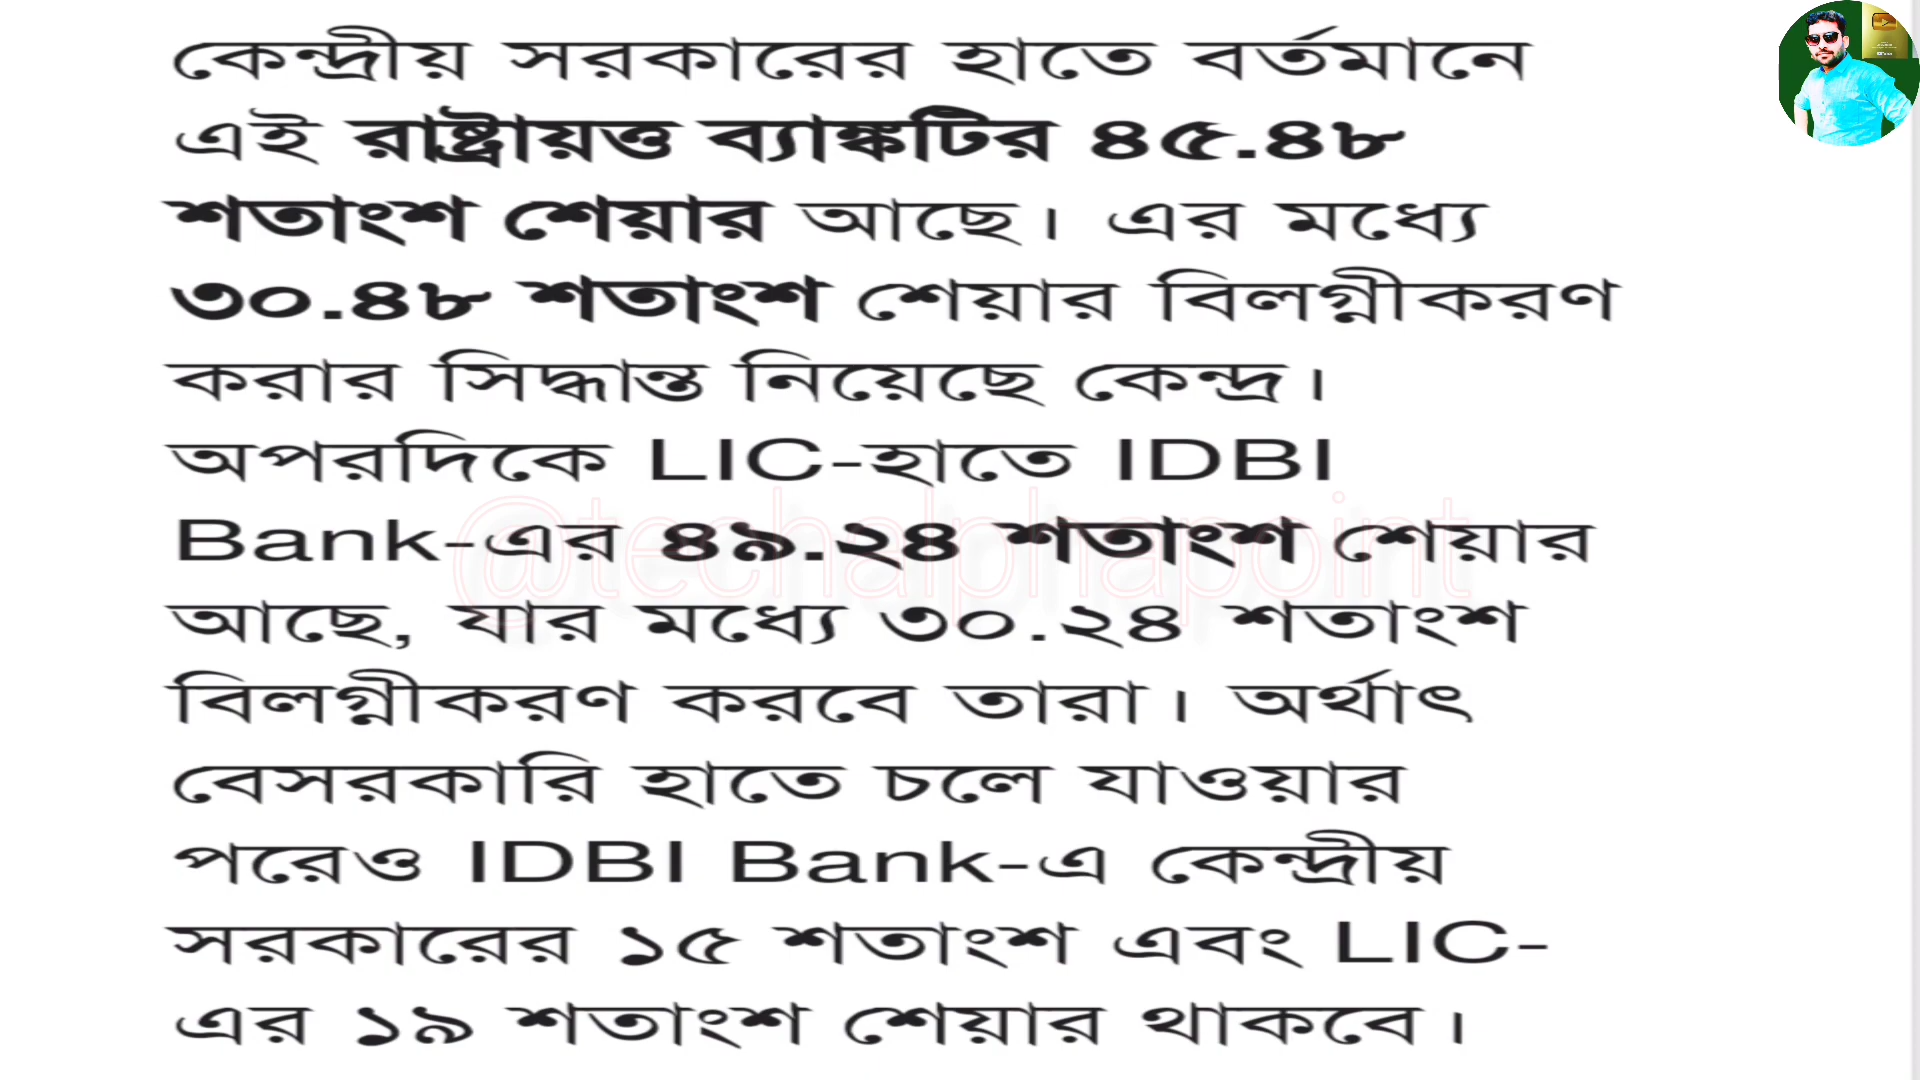 কেন্দ্রীয় সরকারের হাতে বর্তমানে
এই রাষ্ট্রায়ত্ত ব্যাঙ্কটির ৪৫.৪৮
শতাংশ শেয়ার আছে। এর মধ্যে
৩০.৪৮ শতাংশ শেয়ার বিলগ্নীকরণ
করার সিদ্ধান্ত নিয়েছে কেন্দ্র।
অপরদিকে LIC-হাতে IDBI
Bank-এর ৪৯.২৪ শতাংশ শেয়ার
@techalphapoint
আছে, যার মধ্যে ৩০.২৪ শতাংশ
বিলগ্নীকরণ করবে তারা। অর্থাৎ
বেসরকারি হাতে চলে যাওয়ার
পরেও IDBI Bank-এ কেন্দ্রীয়
সরকারের ১৫ শতাংশ এবং LIC-
এর ১৯ শতাংশ শেয়ার থাকবে।